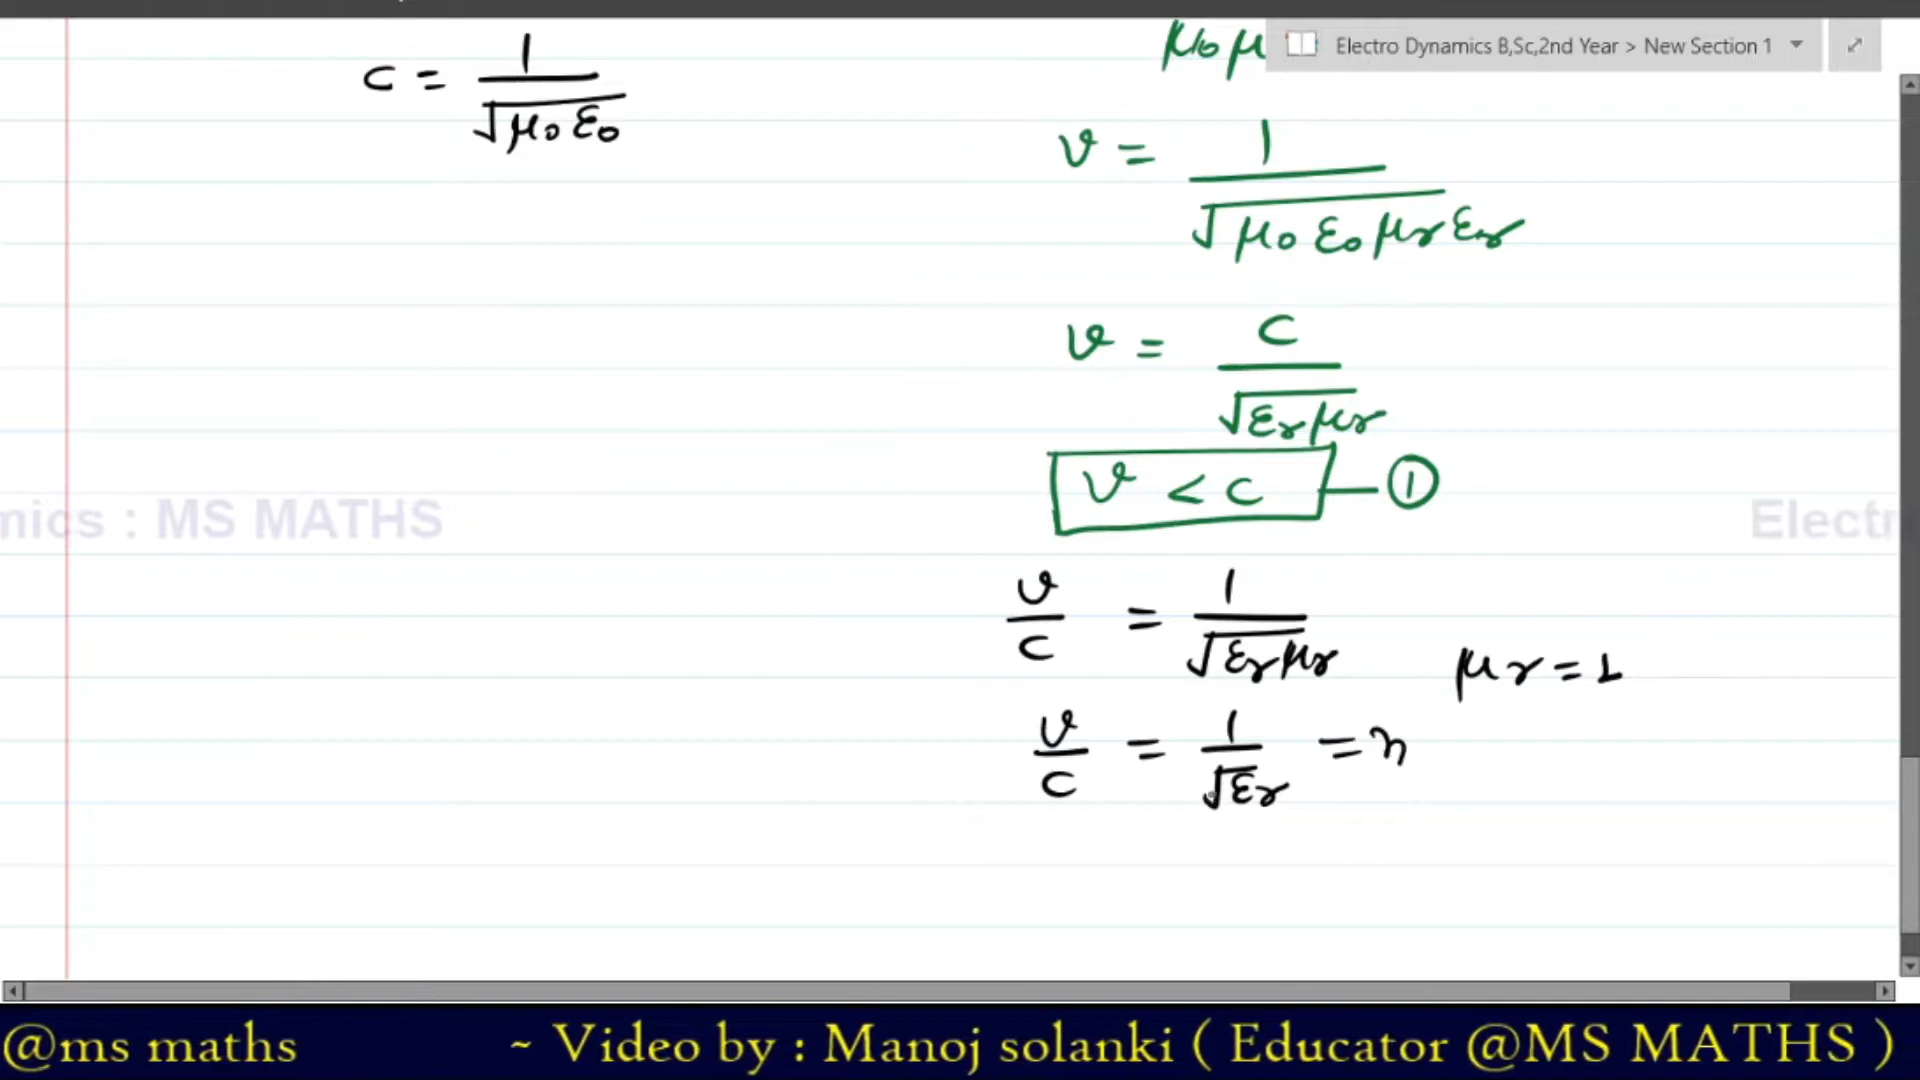 Electro Dynamics B,Sc,2nd Year > New Section 1
c = 1/√μ₀ε₀
μ₀μ
v = 1/√μ₀ε₀μrεr
v = c/√εrμr
v < c — ①
mics : MS MATHS
Electr
v/c = 1/√εrμr
μr = 1
v/c = 1/√εr = n
@ms maths ~ Video by : Manoj solanki ( Educator @MS MATHS )